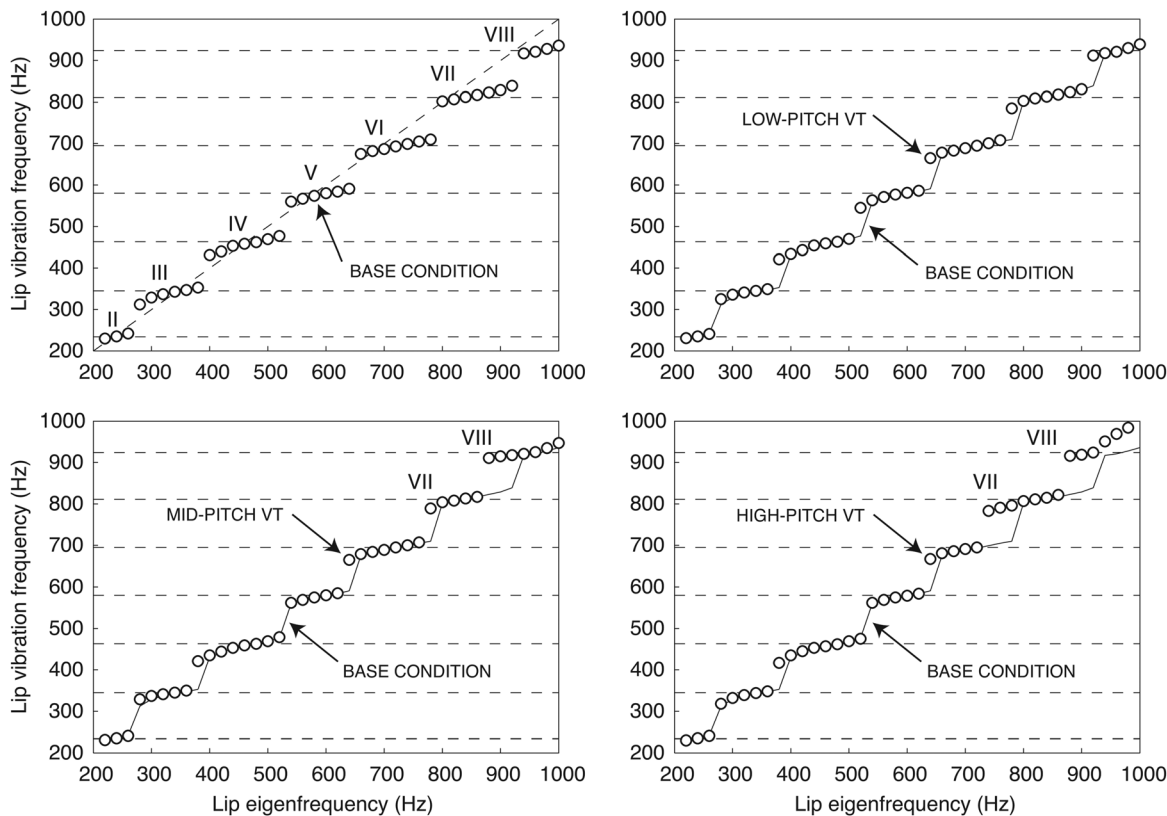 Lip vibration frequency (Hz)
1000
900
800
700
600
500
400
300
200
200 300 400 500 600 700 800 900 1000
II
III
IV
V
VI
VII
VIII
BASE CONDITION
1000
900
800
700
600
500
400
300
200
200 300 400 500 600 700 800 900 1000
LOW-PITCH VT
BASE CONDITION
Lip vibration frequency (Hz)
1000
900
800
700
600
500
400
300
200
200 300 400 500 600 700 800 900 1000
Lip eigenfrequency (Hz)
VIII
VII
MID-PITCH VT
BASE CONDITION
1000
900
800
700
600
500
400
300
200
200 300 400 500 600 700 800 900 1000
Lip eigenfrequency (Hz)
VIII
VII
HIGH-PITCH VT
BASE CONDITION